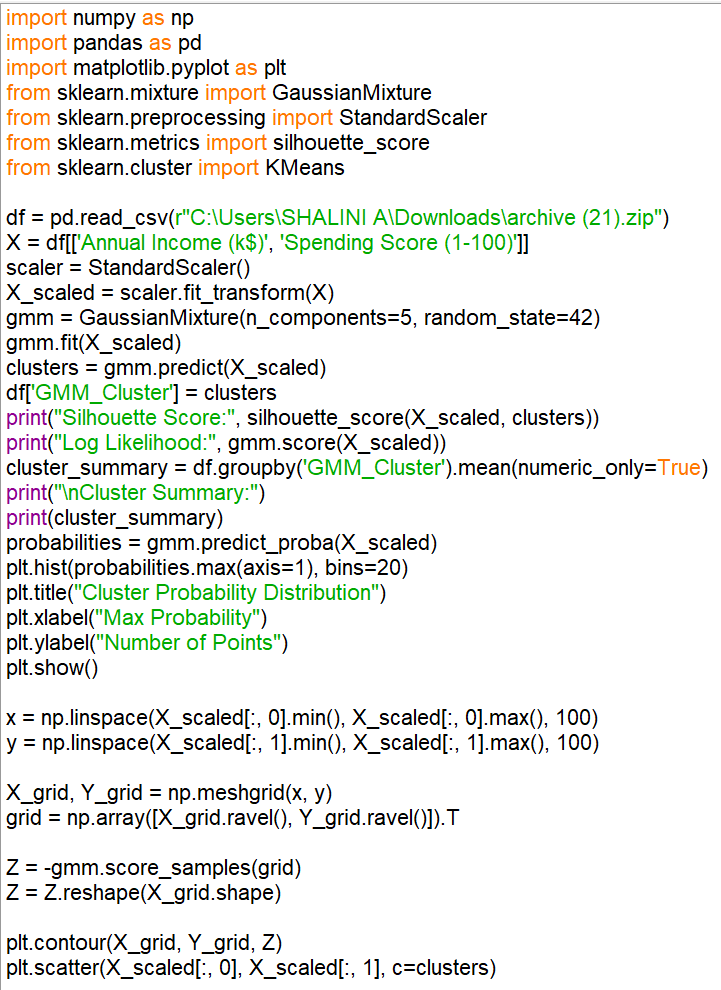 import numpy as np
import pandas as pd
import matplotlib.pyplot as plt
from sklearn.mixture import GaussianMixture
from sklearn.preprocessing import StandardScaler
from sklearn.metrics import silhouette_score
from sklearn.cluster import KMeans

df = pd.read_csv(r"C:\Users\SHALINI A\Downloads\archive (21).zip")
X = df[['Annual Income (k$)', 'Spending Score (1-100)']]
scaler = StandardScaler()
X_scaled = scaler.fit_transform(X)
gmm = GaussianMixture(n_components=5, random_state=42)
gmm.fit(X_scaled)
clusters = gmm.predict(X_scaled)
df['GMM_Cluster'] = clusters
print("Silhouette Score:", silhouette_score(X_scaled, clusters))
print("Log Likelihood:", gmm.score(X_scaled))
cluster_summary = df.groupby('GMM_Cluster').mean(numeric_only=True)
print("\nCluster Summary:")
print(cluster_summary)
probabilities = gmm.predict_proba(X_scaled)
plt.hist(probabilities.max(axis=1), bins=20)
plt.title("Cluster Probability Distribution")
plt.xlabel("Max Probability")
plt.ylabel("Number of Points")
plt.show()

x = np.linspace(X_scaled[:, 0].min(), X_scaled[:, 0].max(), 100)
y = np.linspace(X_scaled[:, 1].min(), X_scaled[:, 1].max(), 100)

X_grid, Y_grid = np.meshgrid(x, y)
grid = np.array([X_grid.ravel(), Y_grid.ravel()]).T

Z = -gmm.score_samples(grid)
Z = Z.reshape(X_grid.shape)

plt.contour(X_grid, Y_grid, Z)
plt.scatter(X_scaled[:, 0], X_scaled[:, 1], c=clusters)